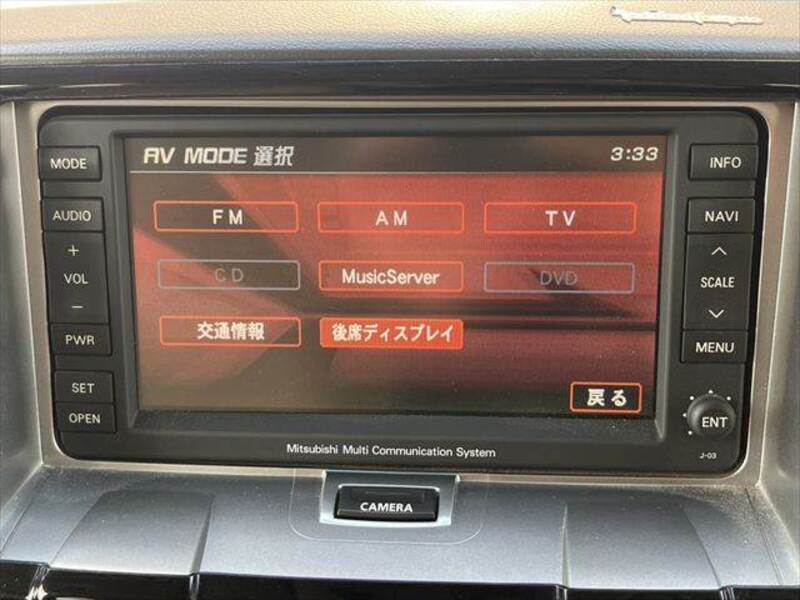 AV MODE 選択 3:33
MODE
INFO
FM AM TV
AUDIO
NAVI
+
VOL
−
CD MusicServer DVD
SCALE
交通情報 後席ディスプレイ
PWR
MENU
SET
戻る
OPEN
ENT
Mitsubishi Multi Communication System
J-03
CAMERA